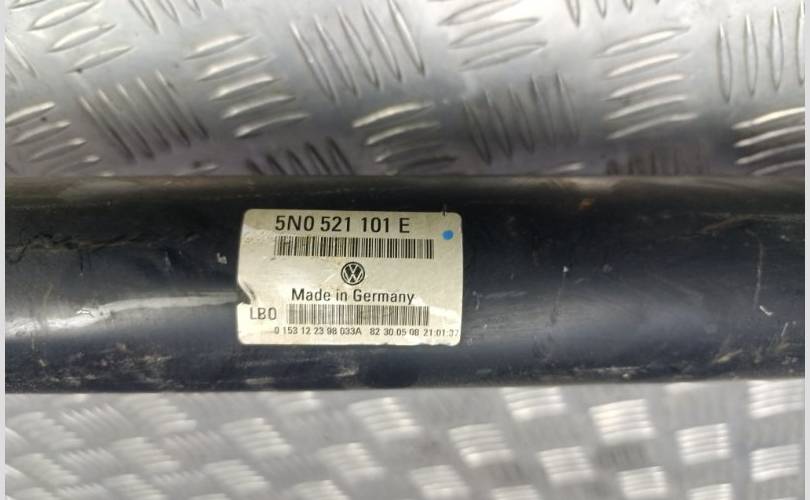 5N0 521 101 E
Made in Germany
LBO
0 153 12 23 98 033A 82 30.05.08 21:01:37